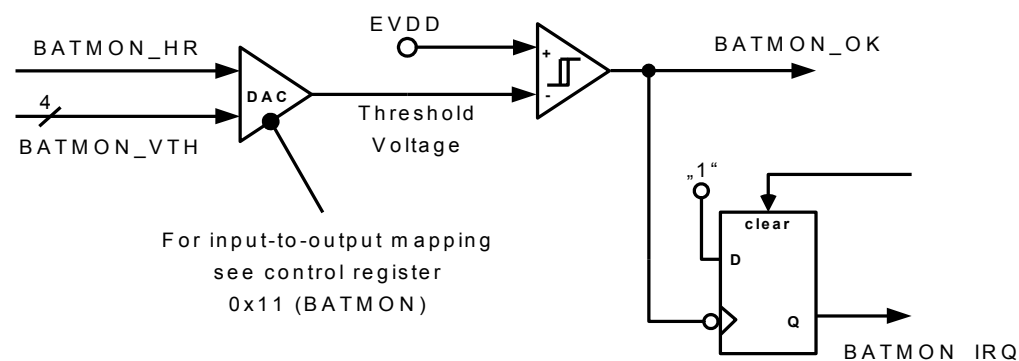 EVDD
BATMON_HR
BATMON_OK
+
DAC
-
4
Threshold
Voltage
BATMON_VTH
„1“
clear
For input-to-output mapping
see control register
0x11 (BATMON)
D
Q
BATMON_IRQ